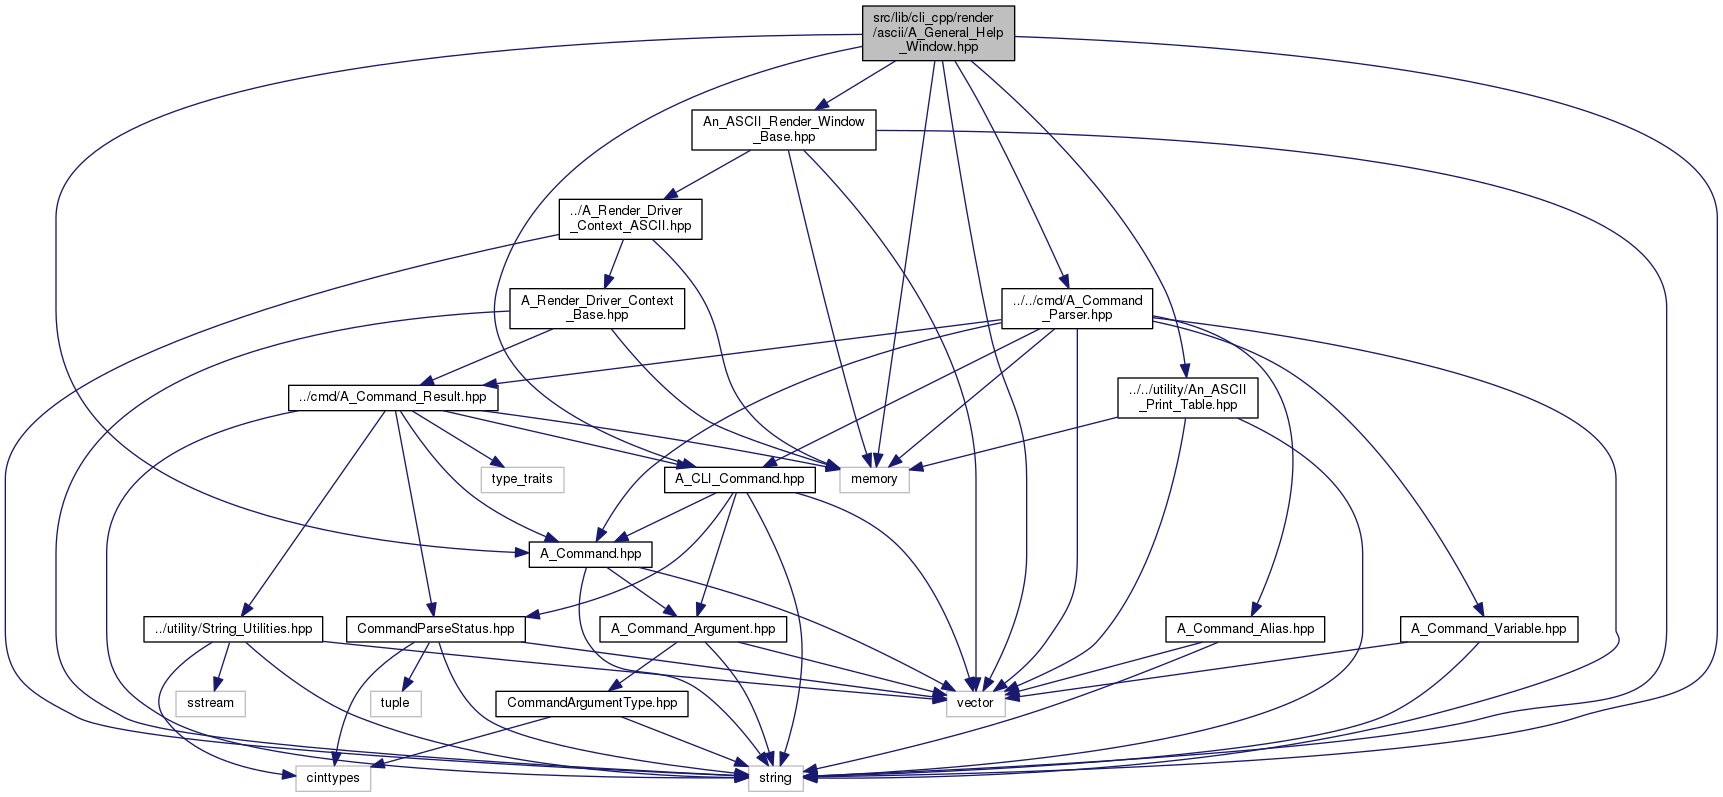 src/lib/cli_cpp/render
/ascii/A_General_Help
_Window.hpp
An_ASCII_Render_Window
_Base.hpp
../A_Render_Driver
_Context_ASCII.hpp
A_Render_Driver_Context
_Base.hpp
../../cmd/A_Command
_Parser.hpp
../cmd/A_Command_Result.hpp
../../utility/An_ASCII
_Print_Table.hpp
type_traits
A_CLI_Command.hpp
memory
A_Command.hpp
../utility/String_Utilities.hpp
CommandParseStatus.hpp
A_Command_Argument.hpp
A_Command_Alias.hpp
A_Command_Variable.hpp
sstream
tuple
CommandArgumentType.hpp
vector
cinttypes
string